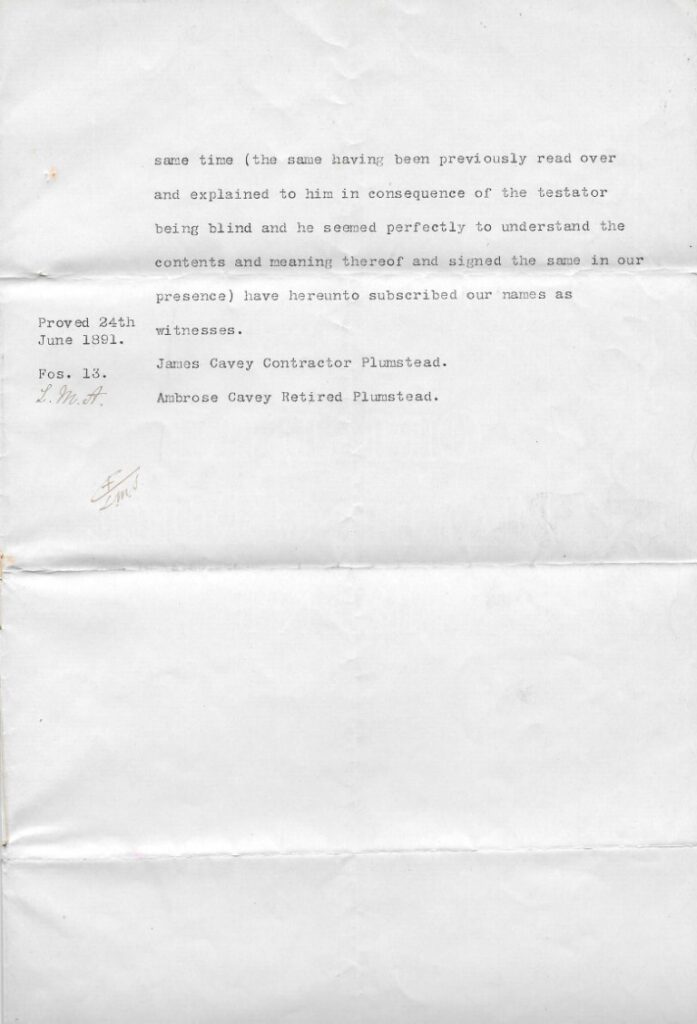 same time (the same having been previously read over
and explained to him in consequence of the testator
being blind and he seemed perfectly to understand the
contents and meaning thereof and signed the same in our
presence) have hereunto subscribed our names as
witnesses.
James Cavey Contractor Plumstead.
Ambrose Cavey Retired Plumstead.
Proved 24th
June 1891.
Fos. 13.
L.M.A.